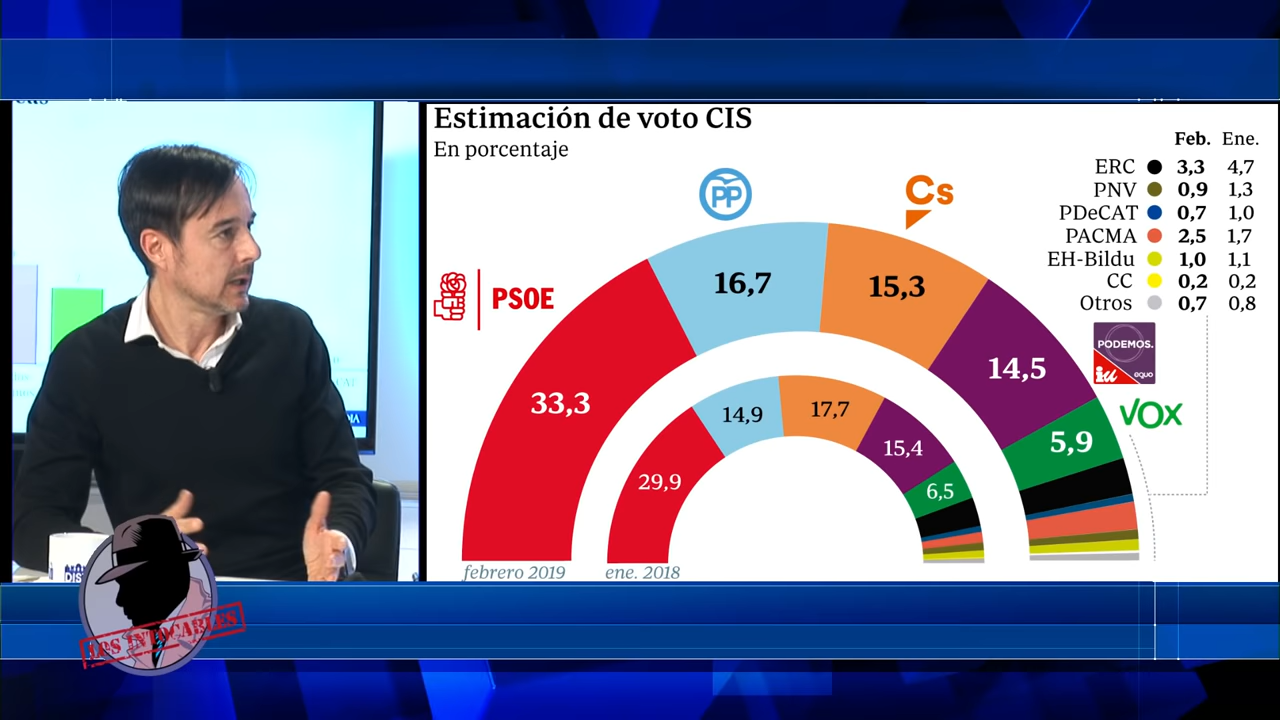 Estimación de voto CIS
En porcentaje
Feb. Ene.
ERC 3,3 4,7
PNV 0,9 1,3
PDeCAT 0,7 1,0
PACMA 2,5 1,7
EH-Bildu 1,0 1,1
CC 0,2 0,2
Otros 0,7 0,8
PP
Cs
PSOE
PODEMOS.
iu equo
VOX
33,3
16,7
15,3
14,5
5,9
29,9
14,9
17,7
15,4
6,5
febrero 2019
ene. 2018
LOS INTOCABLES